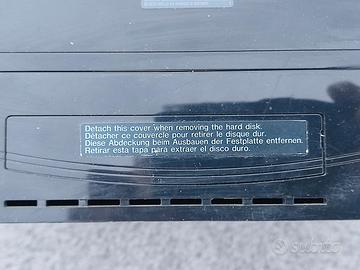 Detach this cover when removing the hard disk.
Détacher ce couvercle pour retirer le disque dur.
Diese Abdeckung beim Ausbauen der Festplatte entfernen.
Retirar esta tapa para extraer el disco duro.
subito